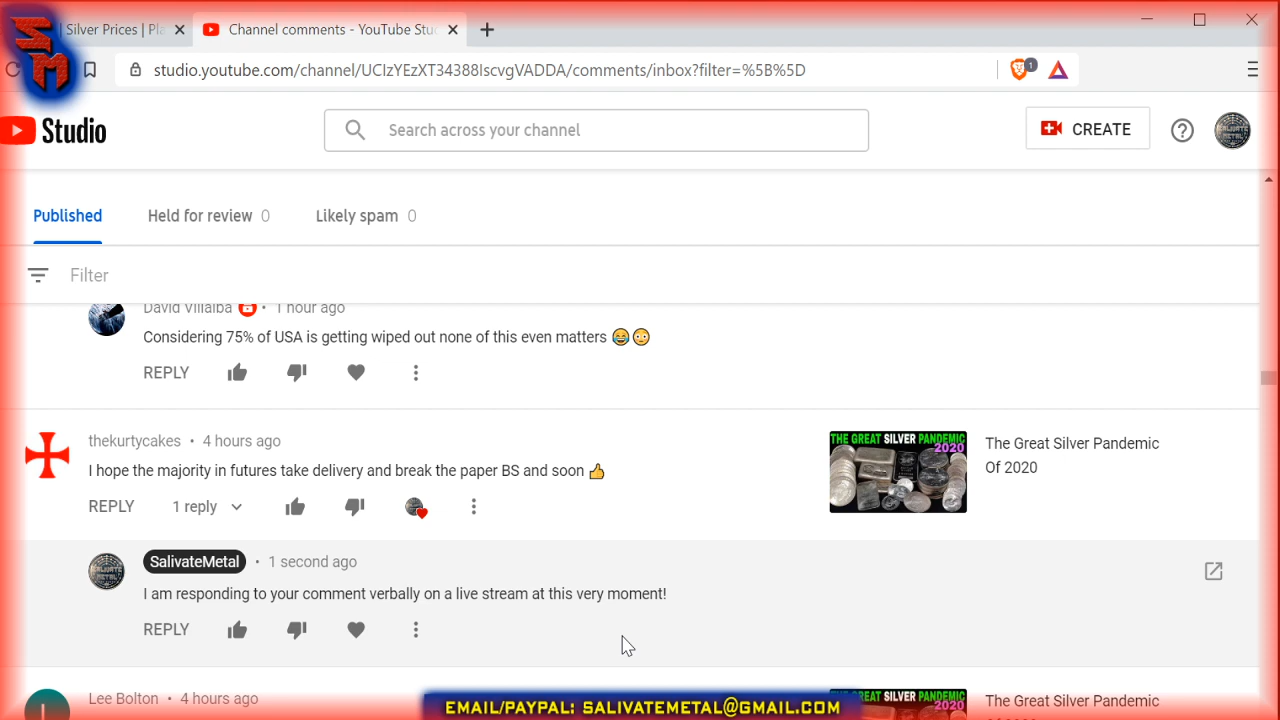 SM
Silver Prices | Pla
Channel comments - YouTube Stu
studio.youtube.com/channel/UCIzYEzXT34388IscvgVADDA/comments/inbox?filter=%5B%5D
1
Studio
Search across your channel
CREATE
Published
Held for review 0
Likely spam 0
Filter
David Villalba • 1 hour ago
Considering 75% of USA is getting wiped out none of this even matters 😂😳
REPLY
thekurtycakes • 4 hours ago
I hope the majority in futures take delivery and break the paper BS and soon 👍
REPLY 1 reply
THE GREAT SILVER PANDEMIC
2020
The Great Silver Pandemic
Of 2020
SalivateMetal • 1 second ago
I am responding to your comment verbally on a live stream at this very moment!
REPLY
Lee Bolton • 4 hours ago
THE GREAT SILVER PANDEMIC
The Great Silver Pandemic
EMAIL/PAYPAL: SALIVATEMETAL@GMAIL.COM